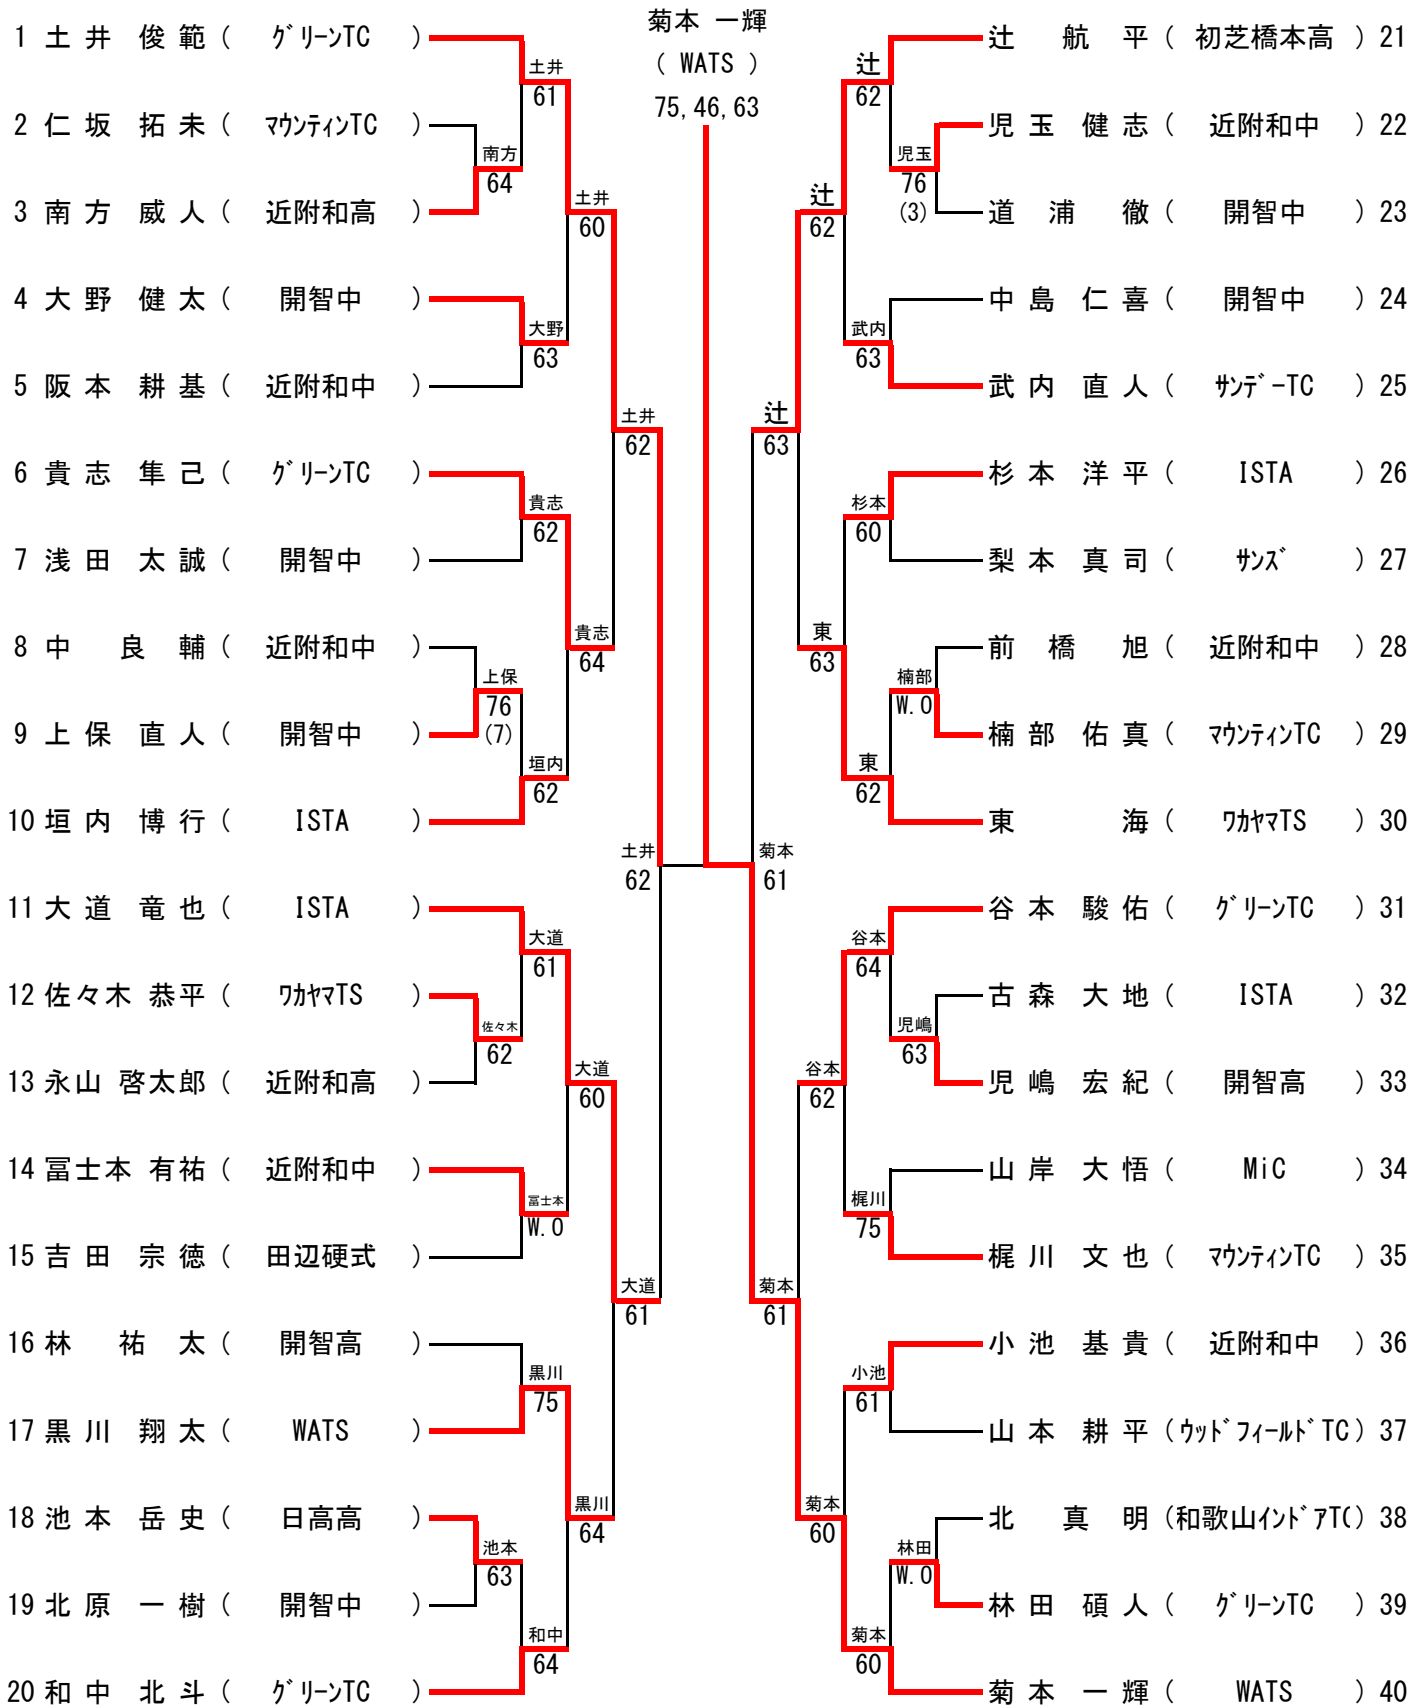 菊本 一輝
( WATS )
75,46,63
1 土井 俊範 ( グリーンTC )
2 仁坂 拓未 ( マウンティンTC )
3 南方 威人 ( 近附和高 )
4 大野 健太 ( 開智中 )
5 阪本 耕基 ( 近附和中 )
6 貴志 隼己 ( グリーンTC )
7 浅田 太誠 ( 開智中 )
8 中 良輔 ( 近附和中 )
9 上保 直人 ( 開智中 )
10 垣内 博行 ( ISTA )
11 大道 竜也 ( ISTA )
12 佐々木 恭平 ( ワカヤマTS )
13 永山 啓太郎 ( 近附和高 )
14 冨士本 有祐 ( 近附和中 )
15 吉田 宗徳 ( 田辺硬式 )
16 林 祐太 ( 開智高 )
17 黒川 翔太 ( WATS )
18 池本 岳史 ( 日高高 )
19 北原 一樹 ( 開智中 )
20 和中 北斗 ( グリーンTC )
南方
64
上保
76
(7)
佐々木
62
池本
63
土井
61
大野
63
貴志
62
垣内
62
大道
61
冨士本
W.O
黒川
75
和中
64
土井
60
貴志
64
大道
60
黒川
64
土井
62
大道
61
土井
62
菊本
61
辻
63
菊本
61
辻
62
東
63
谷本
62
菊本
60
辻
62
武内
63
杉本
60
東
62
谷本
64
梶川
75
小池
61
菊本
60
児玉
76
(3)
楠部
W.O
児嶋
63
林田
W.O
辻 航平 ( 初芝橋本高 ) 21
児玉 健志 ( 近附和中 ) 22
道浦 徹 ( 開智中 ) 23
中島 仁喜 ( 開智中 ) 24
武内 直人 ( サンデーTC ) 25
杉本 洋平 ( ISTA ) 26
梨本 真司 ( サンズ ) 27
前橋 旭 ( 近附和中 ) 28
楠部 佑真 ( マウンティンTC ) 29
東 海 ( ワカヤマTS ) 30
谷本 駿佑 ( グリーンTC ) 31
古森 大地 ( ISTA ) 32
児嶋 宏紀 ( 開智高 ) 33
山岸 大悟 ( MiC ) 34
梶川 文也 ( マウンティンTC ) 35
小池 基貴 ( 近附和中 ) 36
山本 耕平 (ウッドフィールドTC) 37
北 真明 (和歌山インドアTC) 38
林田 碩人 ( グリーンTC ) 39
菊本 一輝 ( WATS ) 40